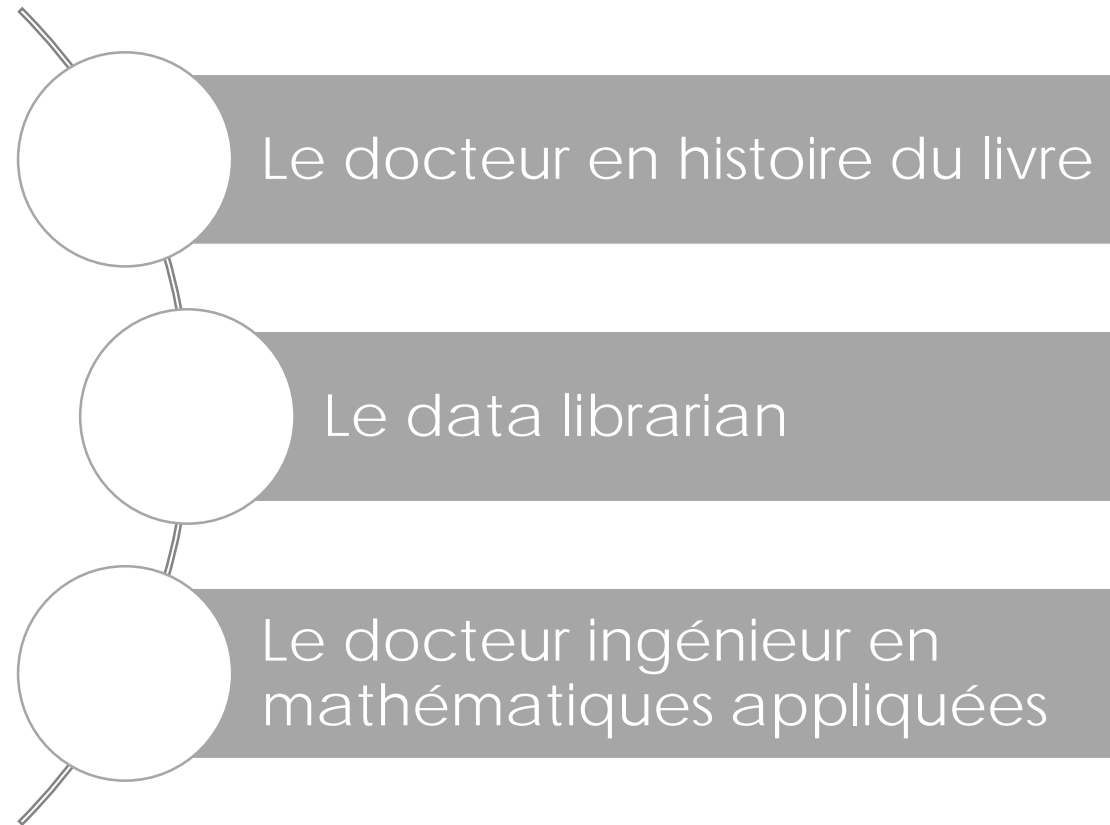 Le docteur en histoire du livre
Le data librarian
Le docteur ingénieur en
mathématiques appliquées